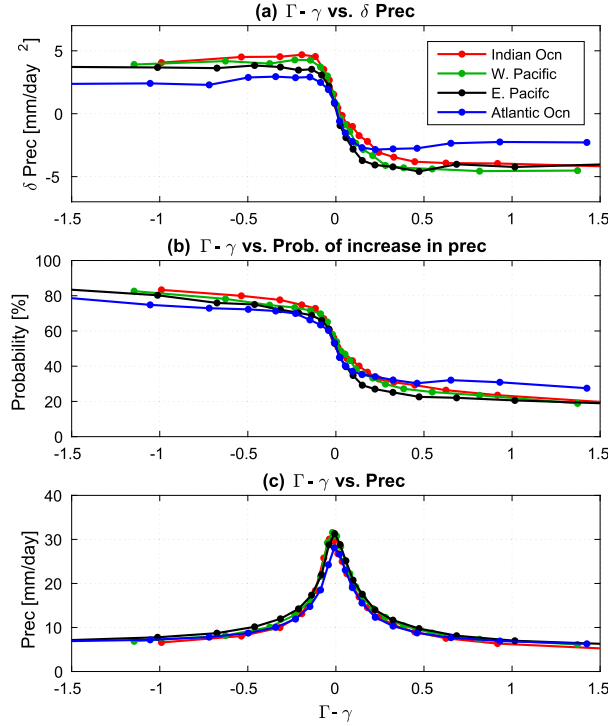 (a) Γ - γ vs. δ Prec
δ Prec [mm/day ²]
5
0
-5
Indian Ocn
W. Pacific
E. Pacifc
Atlantic Ocn
-1.5 -1 -0.5 0 0.5 1 1.5
(b) Γ - γ vs. Prob. of increase in prec
Probability [%]
100
80
60
40
20
0
-1.5 -1 -0.5 0 0.5 1 1.5
(c) Γ - γ vs. Prec
Prec [mm/day]
40
30
20
10
0
-1.5 -1 -0.5 0 0.5 1 1.5
Γ - γ